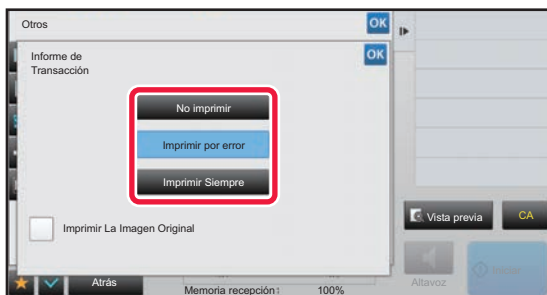 Otros
OK
Informe de
Transacción
OK
No imprimir
Imprimir por error
Imprimir Siempre
Imprimir La Imagen Original
Vista previa
CA
Atrás
Memoria recepción:
100%
Altavoz